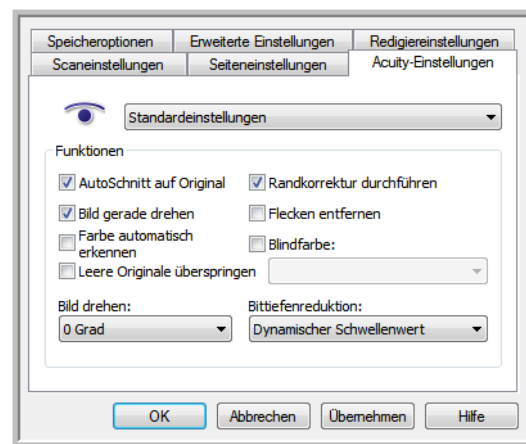 Speicheroptionen Erweiterte Einstellungen Redigiereinstellungen
Scaneinstellungen Seiteneinstellungen Acuity-Einstellungen
Standardeinstellungen
Funktionen
AutoSchnitt auf Original Randkorrektur durchführen
Bild gerade drehen Flecken entfernen
Farbe automatisch
erkennen Blindfarbe:
Leere Originale überspringen
Bild drehen: Bittiefenreduktion:
0 Grad Dynamischer Schwellenwert
OK Abbrechen Übernehmen Hilfe